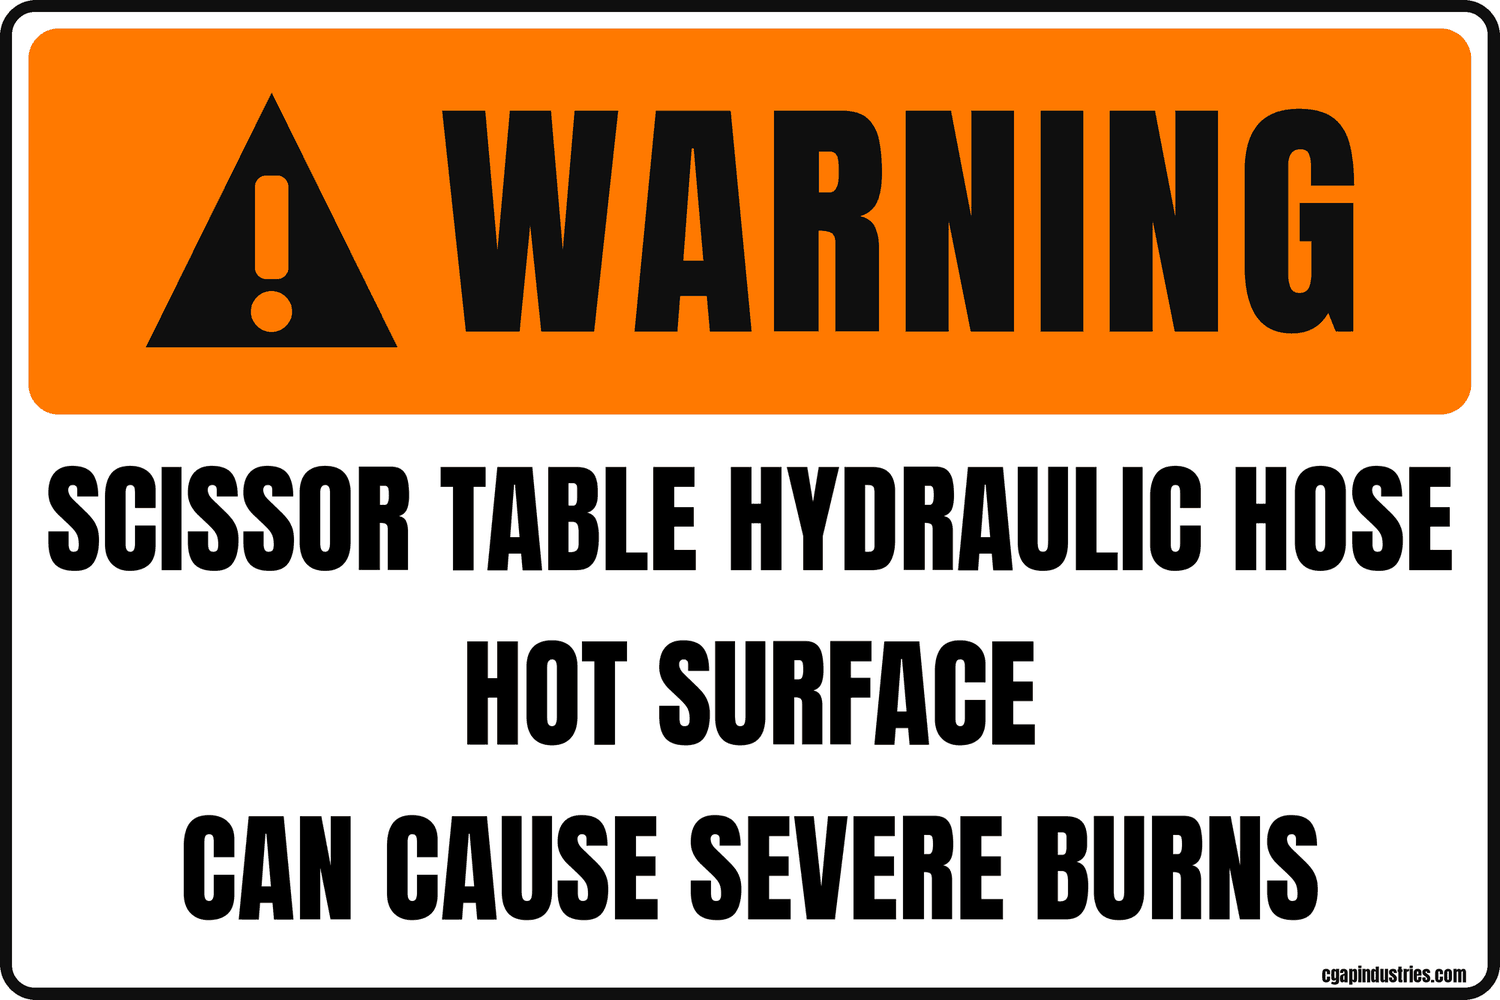 WARNING
SCISSOR TABLE HYDRAULIC HOSE
HOT SURFACE
CAN CAUSE SEVERE BURNS
cgapindustries.com